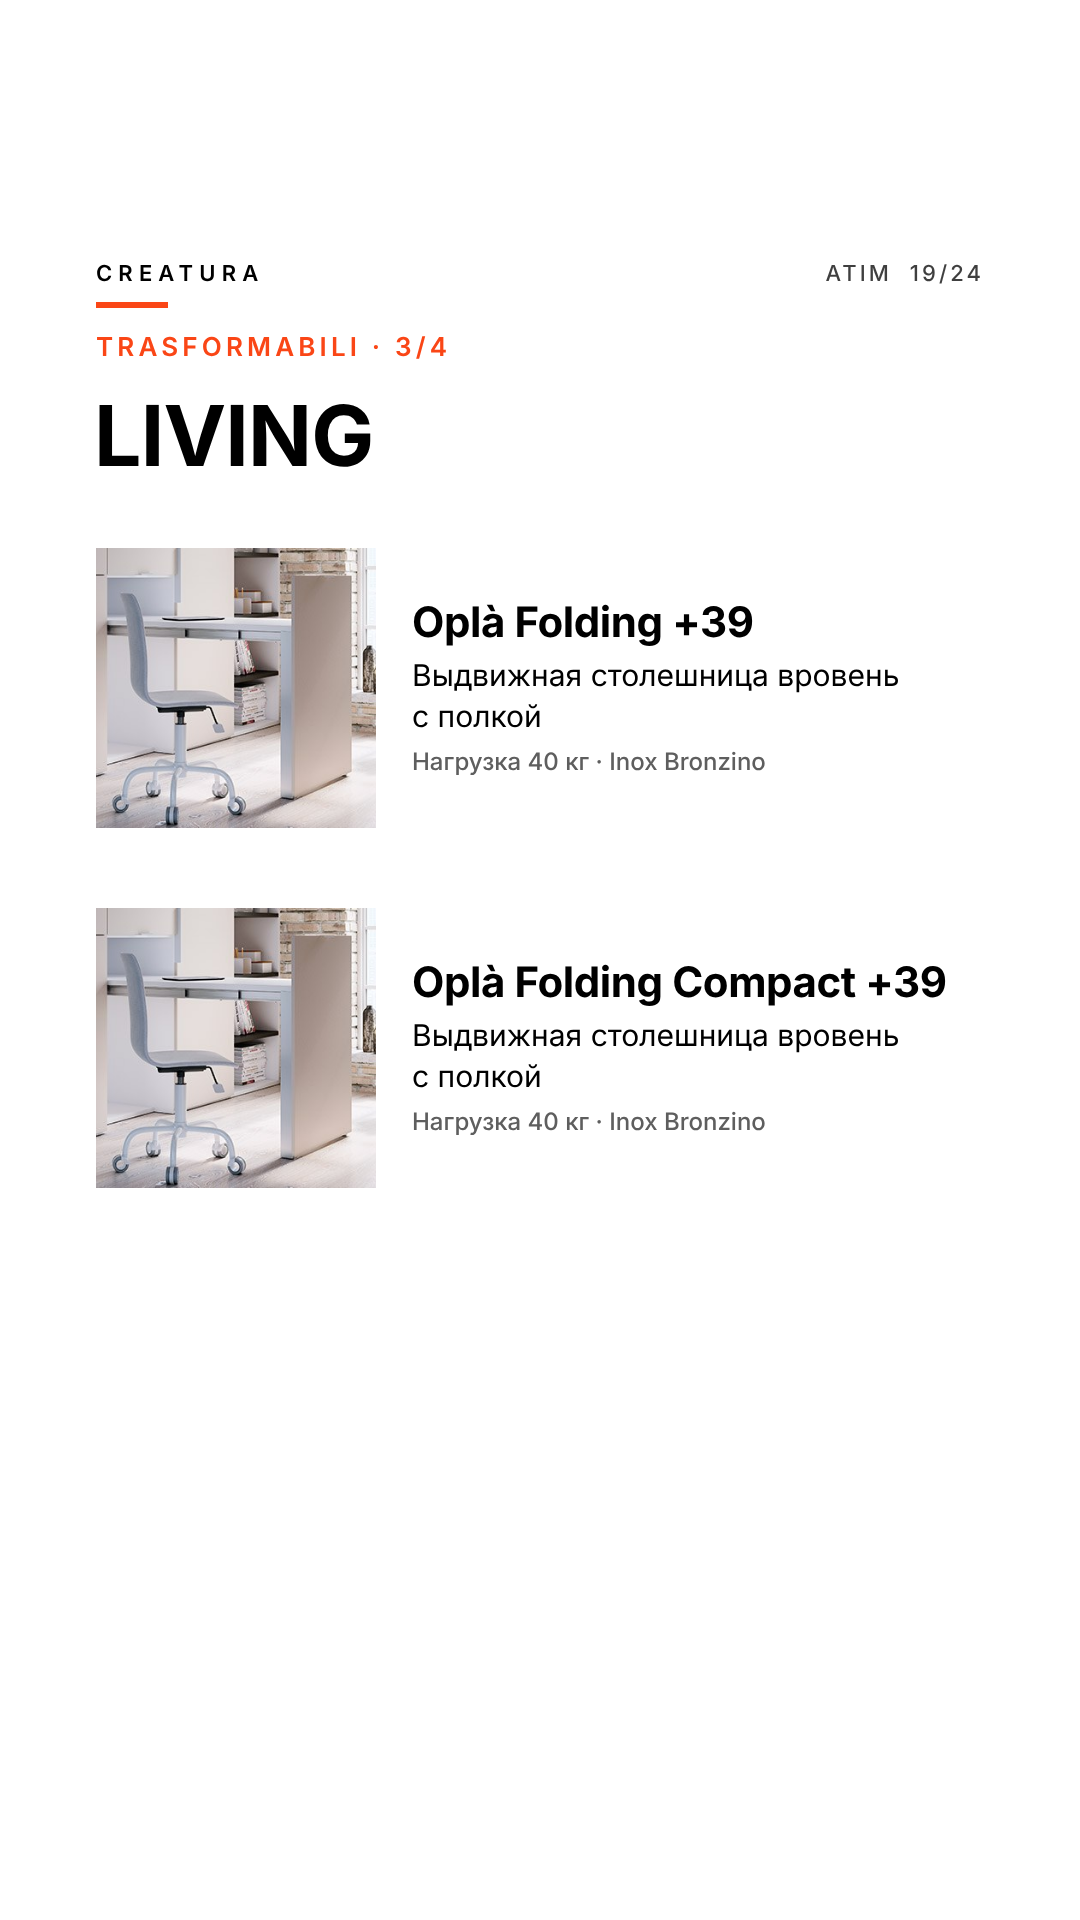 CREATURA
ATIM 19/24
TRASFORMABILI · 3/4
LIVING
Oplà Folding +39
Выдвижная столешница вровень
с полкой
Нагрузка 40 кг · Inox Bronzino
Oplà Folding Compact +39
Выдвижная столешница вровень
с полкой
Нагрузка 40 кг · Inox Bronzino